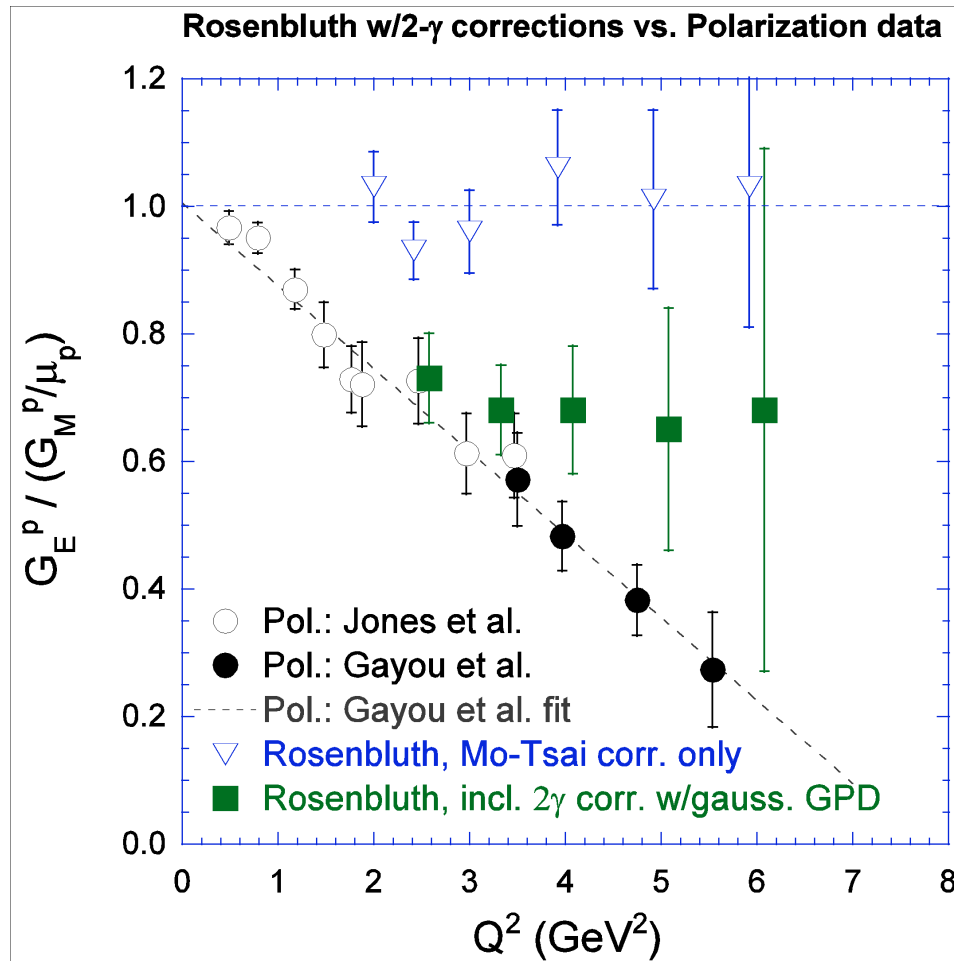 Rosenbluth w/2-γ corrections vs. Polarization data
1.2
1.0
0.8
0.6
0.4
0.2
0.0
G_E^p / (G_M^p/μ_p)
Pol.: Jones et al.
Pol.: Gayou et al.
Pol.: Gayou et al. fit
Rosenbluth, Mo-Tsai corr. only
Rosenbluth, incl. 2γ corr. w/gauss. GPD
0 1 2 3 4 5 6 7 8
Q² (GeV²)